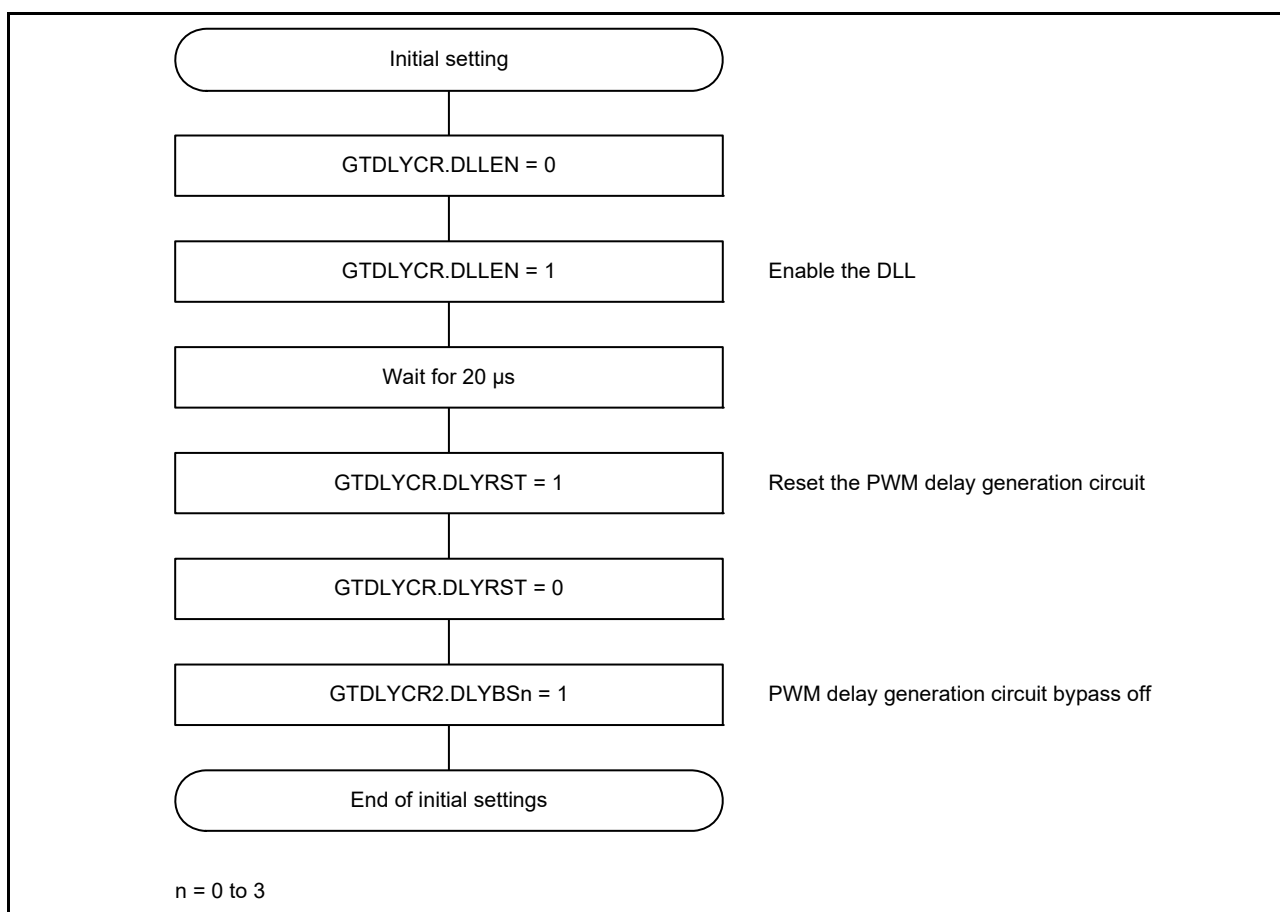 Initial setting
GTDLYCR.DLLEN = 0
GTDLYCR.DLLEN = 1
Enable the DLL
Wait for 20 µs
GTDLYCR.DLYRST = 1
Reset the PWM delay generation circuit
GTDLYCR.DLYRST = 0
GTDLYCR2.DLYBSn = 1
PWM delay generation circuit bypass off
End of initial settings
n = 0 to 3